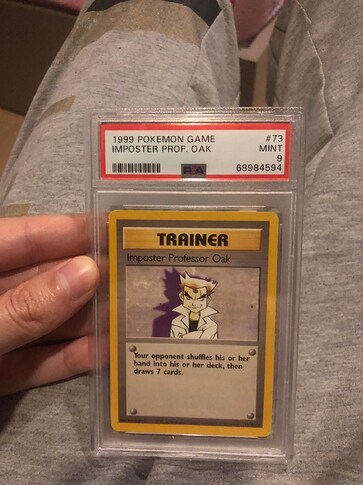 1999 POKEMON GAME #73
IMPOSTER PROF. OAK MINT
9
PSA 68984594
TRAINER
Imposter Professor Oak
Your opponent shuffles his or her
hand into his or her deck, then
draws 7 cards.